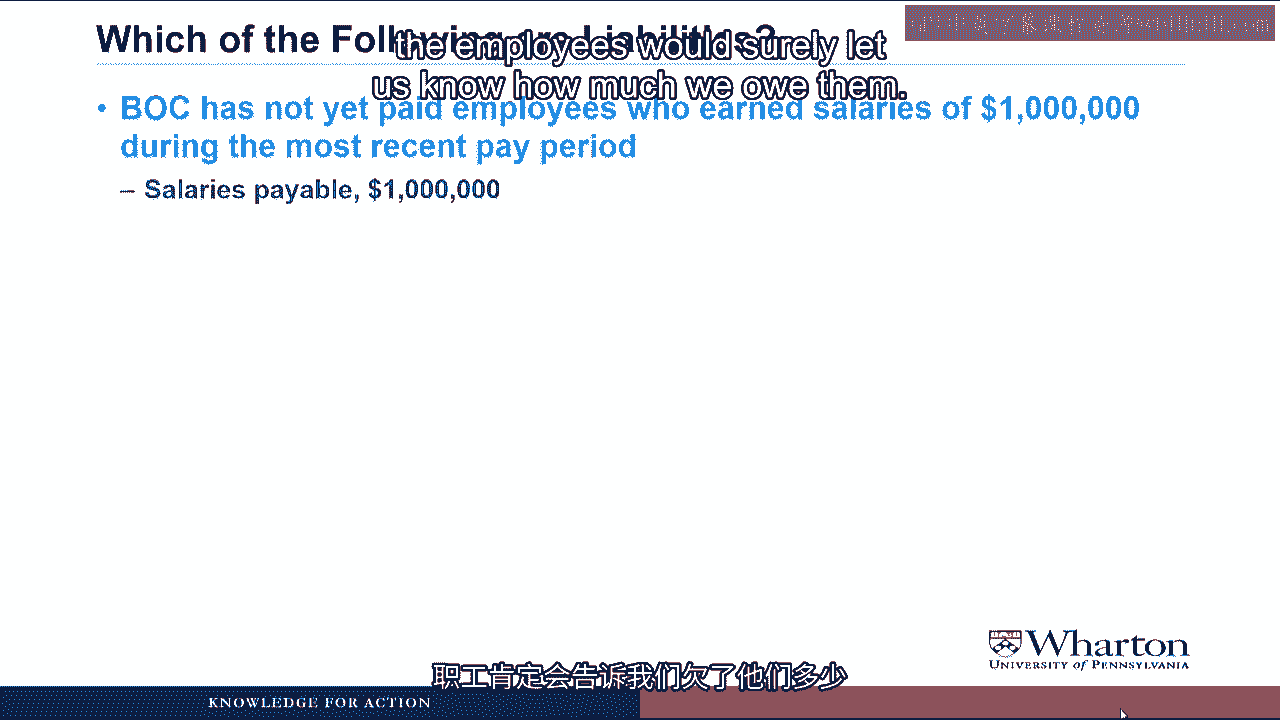 Which of the Following are Liabilities?
the employees would surely let
us know how much we owe them.
• BOC has not yet paid employees who earned salaries of $1,000,000
during the most recent pay period
– Salaries payable, $1,000,000
Wharton
UNIVERSITY of PENNSYLVANIA
职工肯定会告诉我们欠了他们多少
KNOWLEDGE FOR ACTION